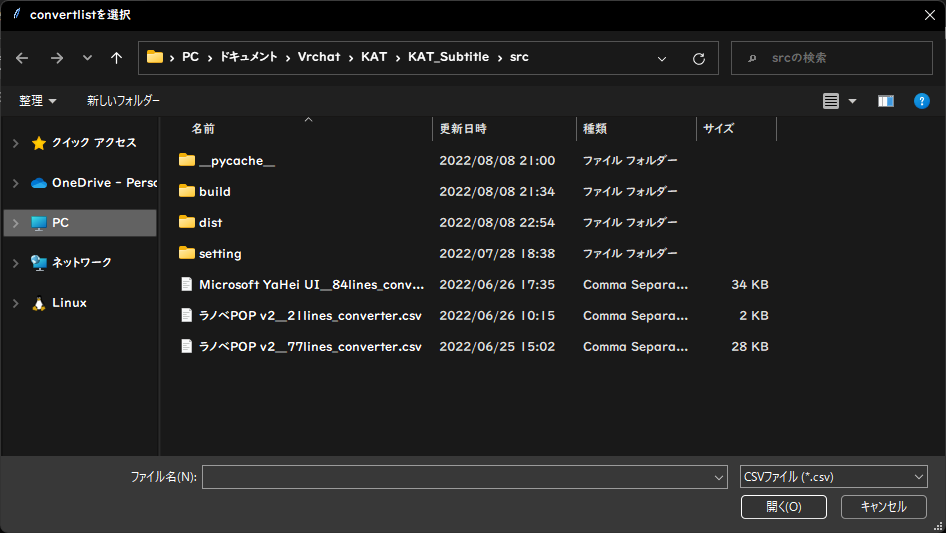 convertlistを選択
PC › ドキュメント › Vrchat › KAT › KAT_Subtitle › src
srcの検索
整理 新しいフォルダー
名前 更新日時 種類 サイズ
クイック アクセス
OneDrive - Perso
PC
ネットワーク
Linux
__pycache__ 2022/08/08 21:00 ファイル フォルダー
build 2022/08/08 21:34 ファイル フォルダー
dist 2022/08/08 22:54 ファイル フォルダー
setting 2022/07/28 18:38 ファイル フォルダー
Microsoft YaHei UI__84lines_conv... 2022/06/26 17:35 Comma Separa... 34 KB
ラノベPOP v2__21lines_converter.csv 2022/06/26 10:15 Comma Separa... 2 KB
ラノベPOP v2__77lines_converter.csv 2022/06/25 15:02 Comma Separa... 28 KB
ファイル名(N): CSVファイル (*.csv)
開く(O) キャンセル